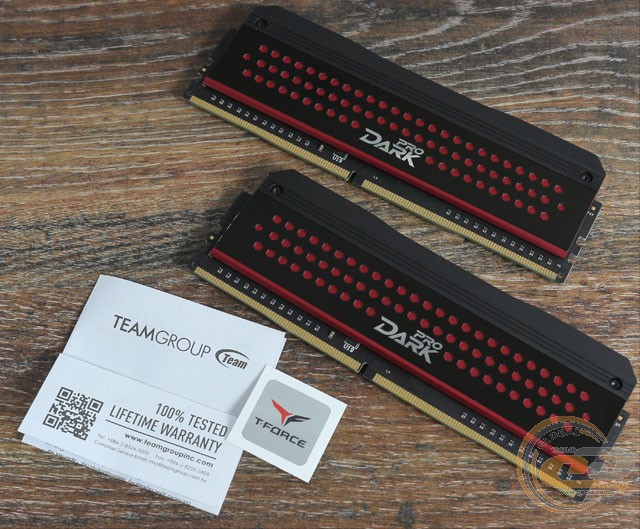 PRO
DARK
PRO
DARK
TEAMGROUP
Team
100% TESTED
LIFETIME WARRANTY
www.teamgroupinc.com
T-FORCE